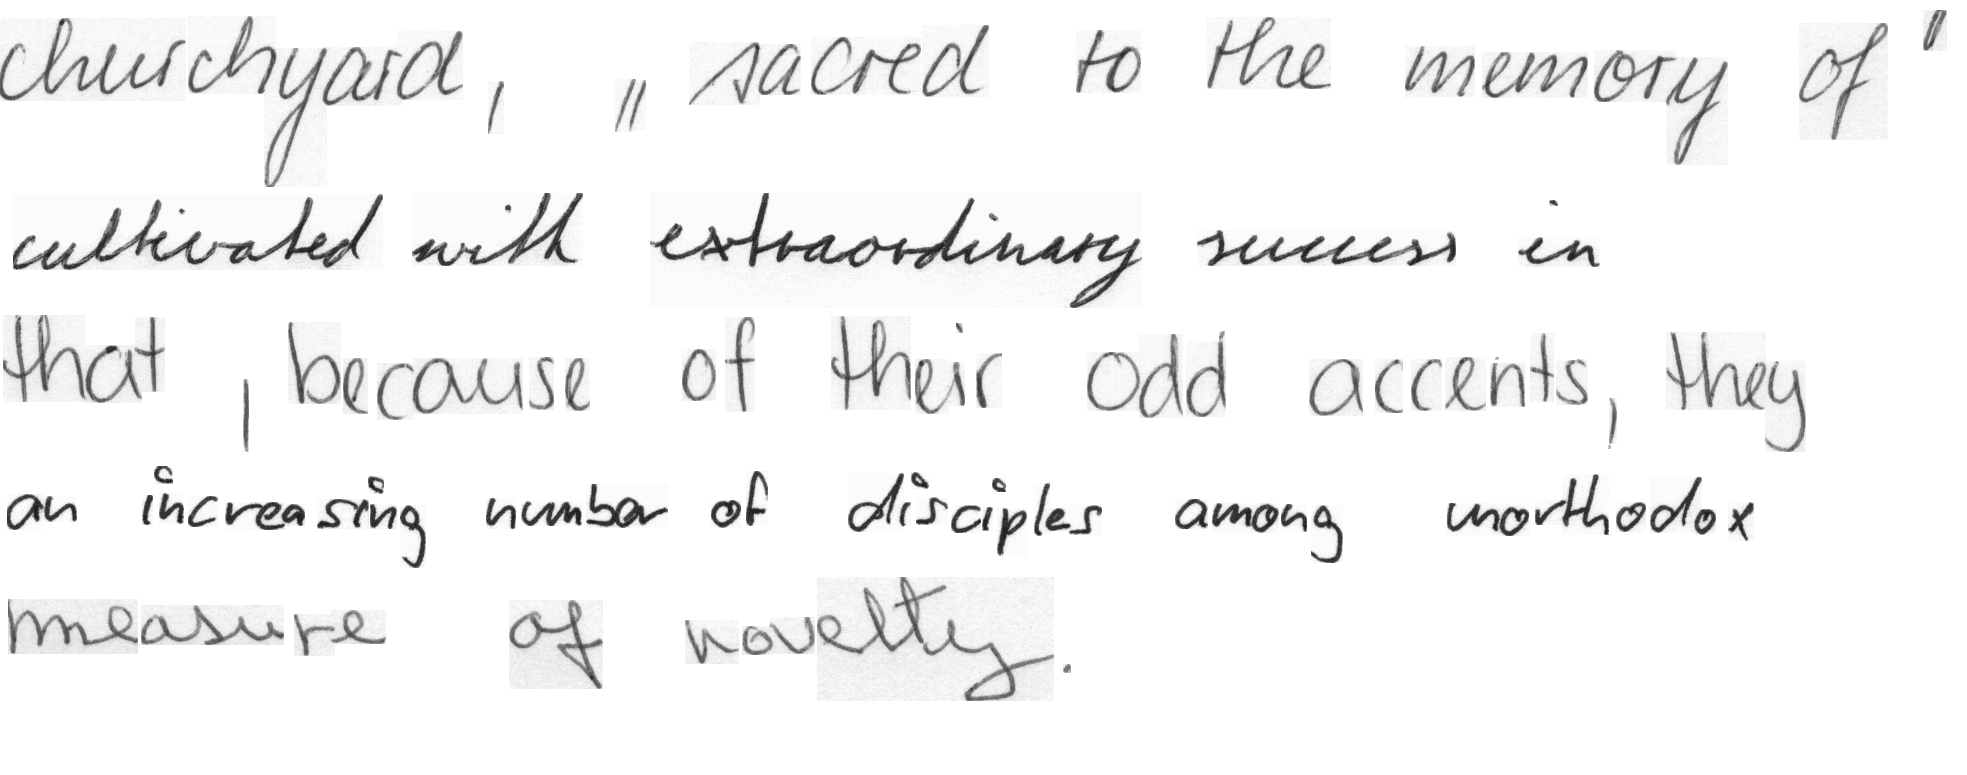 churchyard, „ sacred to the memory of "
cultivated with extraordinary success in
that, because of their odd accents, they
an increasing number of disciples among unorthodox
measure of novelty.